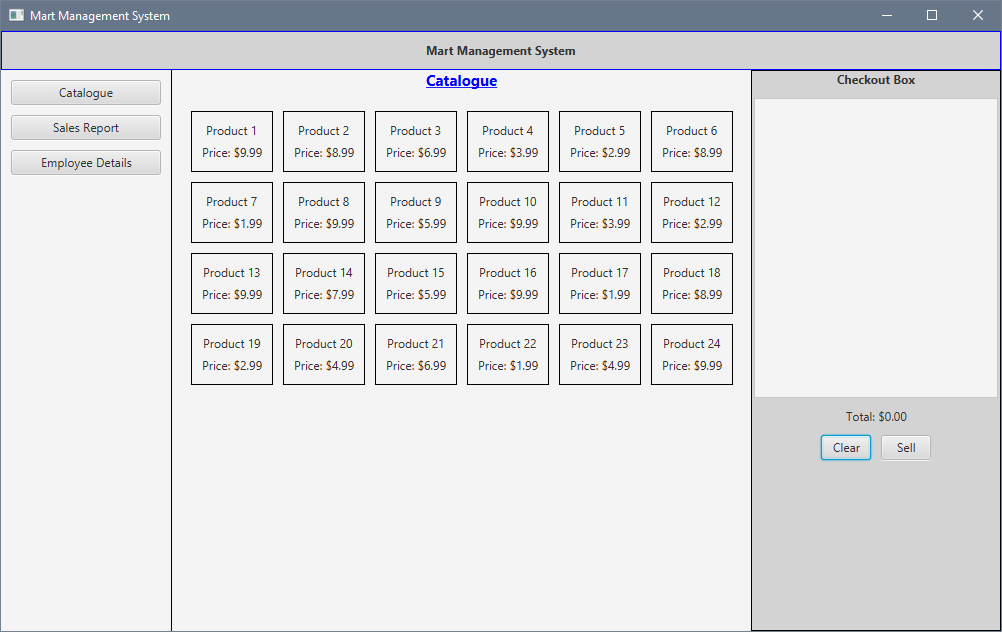 Mart Management System
Mart Management System
Catalogue
Sales Report
Employee Details
Catalogue
Product 1 Product 2 Product 3 Product 4 Product 5 Product 6
Price: $9.99 Price: $8.99 Price: $6.99 Price: $3.99 Price: $2.99 Price: $8.99
Product 7 Product 8 Product 9 Product 10 Product 11 Product 12
Price: $1.99 Price: $9.99 Price: $5.99 Price: $9.99 Price: $3.99 Price: $2.99
Product 13 Product 14 Product 15 Product 16 Product 17 Product 18
Price: $9.99 Price: $7.99 Price: $5.99 Price: $9.99 Price: $1.99 Price: $8.99
Product 19 Product 20 Product 21 Product 22 Product 23 Product 24
Price: $2.99 Price: $4.99 Price: $6.99 Price: $1.99 Price: $4.99 Price: $9.99
Checkout Box
Total: $0.00
Clear Sell